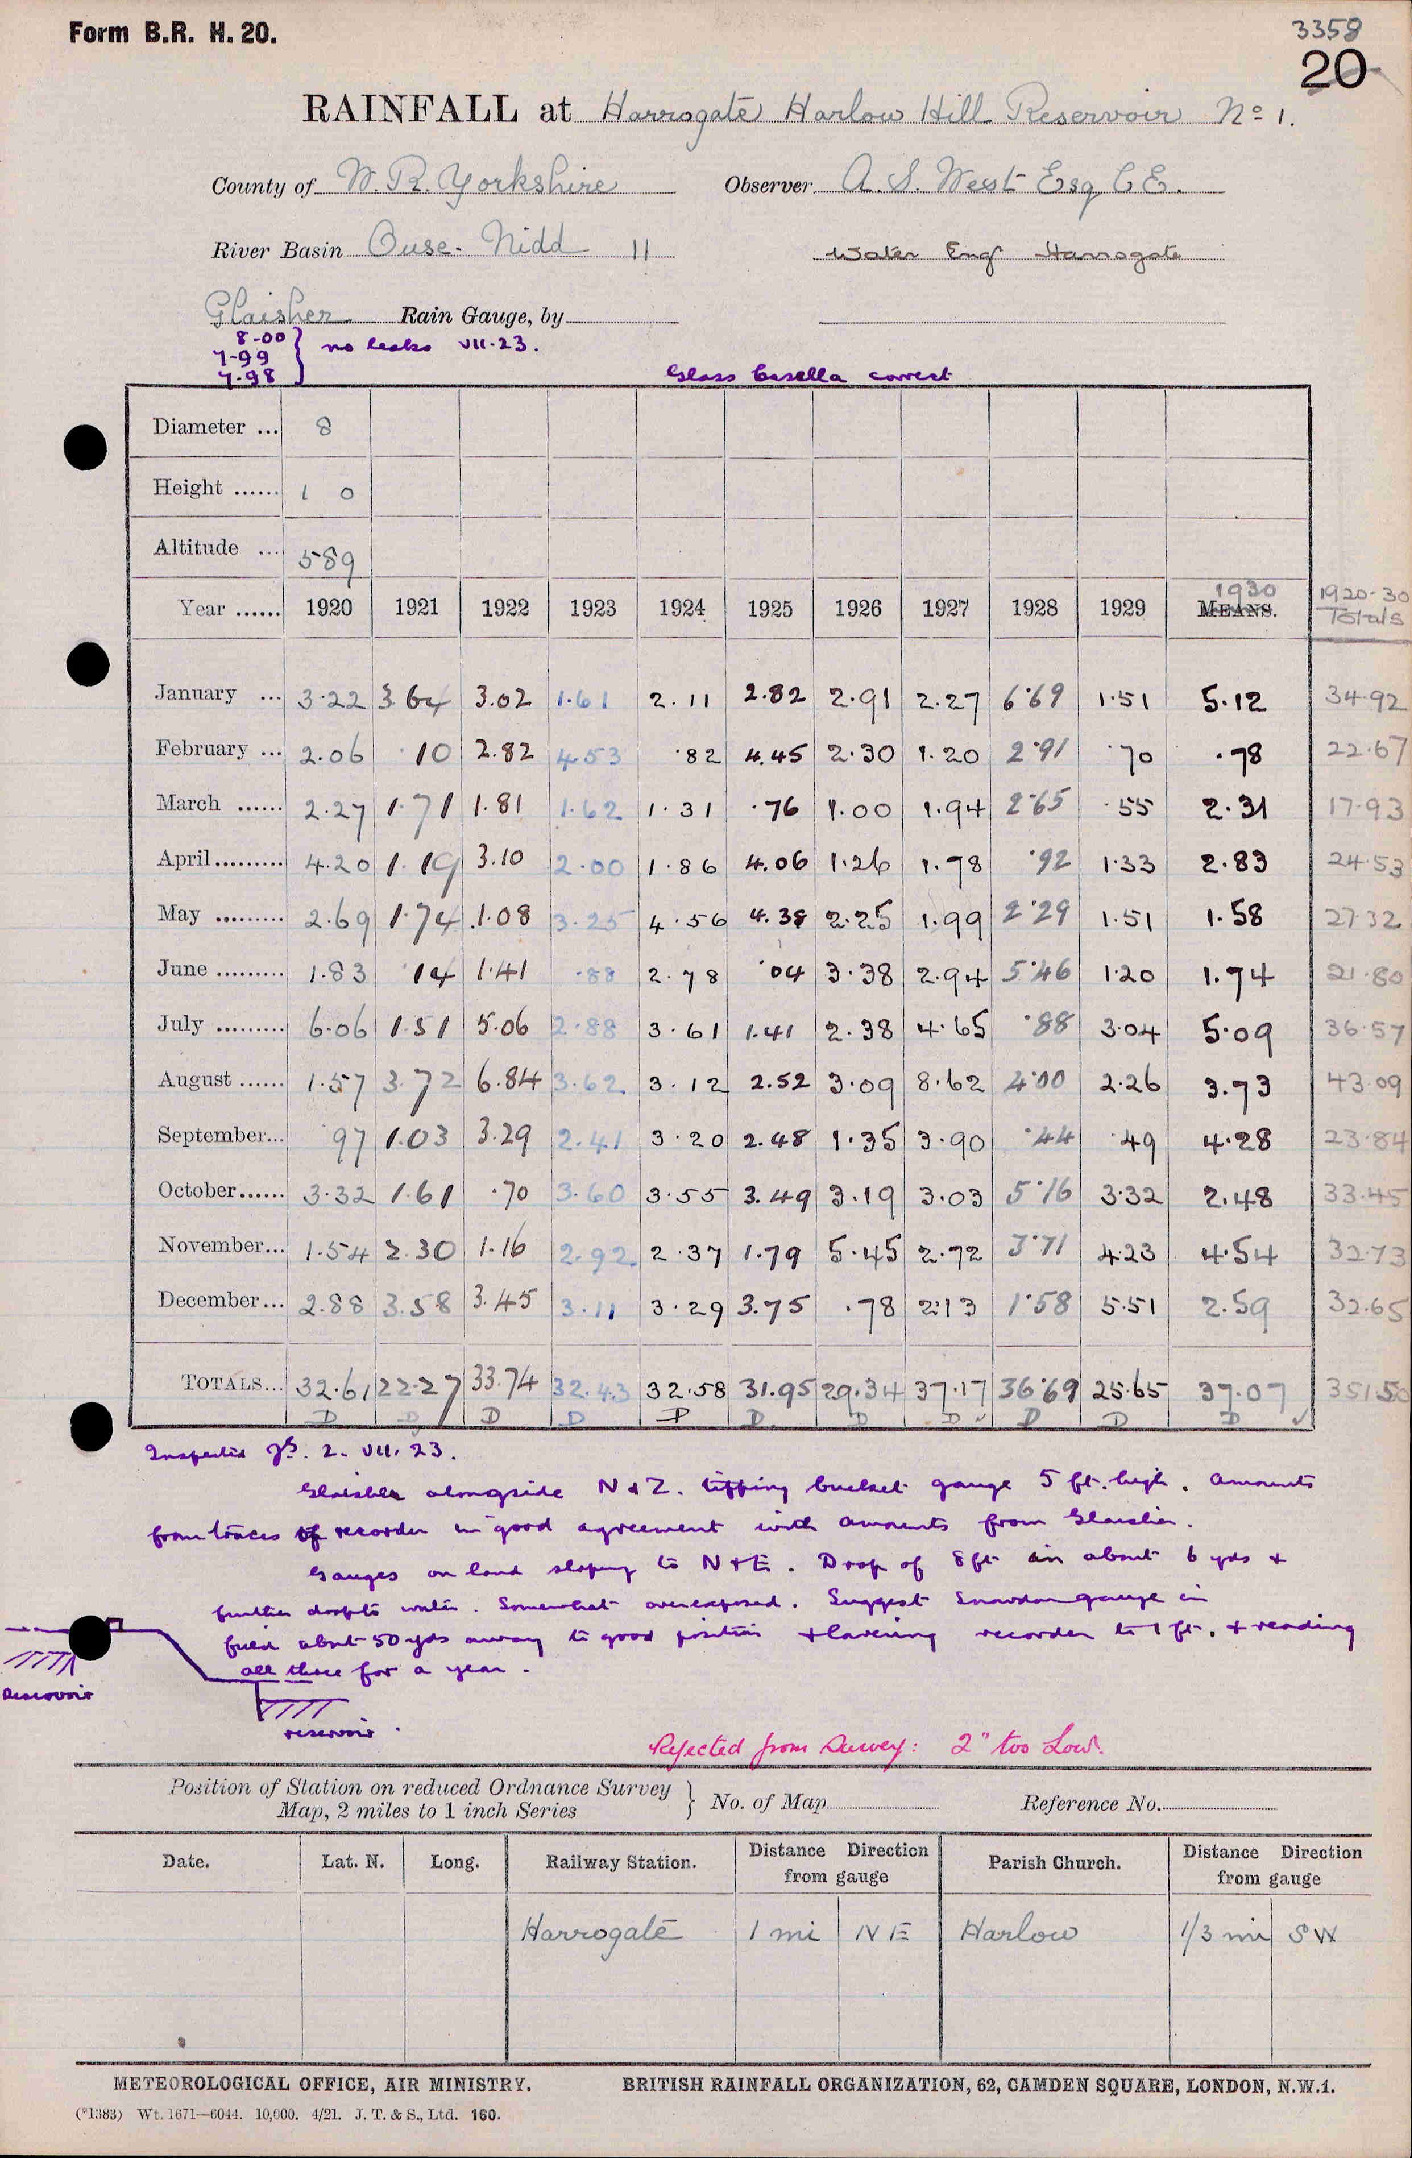 Form B.R. H. 20.
3358
20
RAINFALL at Harrogate Harlow Hill Reservoir No 1.
County of W. R. Yorkshire Observer A. S. West Esq C E.
River Basin Ouse - Nidd 11 Water Engr Harrogate
Glaisher Rain Gauge, by
8.00
7.99 } no leaks VII.23.
7.98
Glass Casella correct
Diameter ... 8
Height ...... 1 0
Altitude ... 589
Year ...... 1920 1921 1922 1923 1924 1925 1926 1927 1928 1929 MEANS. 1930 1920-30 Totals
January ... 3.22 3.64 3.02 1.61 2.11 2.82 2.91 2.27 6.69 1.51 5.12 34.92
February ... 2.06 .10 2.82 4.53 .82 4.45 2.30 1.20 2.91 .70 .78 22.67
March ...... 2.27 1.71 1.81 1.62 1.31 .76 1.00 1.94 2.65 .55 2.31 17.93
April......... 4.20 1.19 3.10 2.00 1.86 4.06 1.26 1.78 .92 1.33 2.83 24.53
May ......... 2.69 1.74 1.08 3.25 4.56 4.38 2.25 1.99 2.29 1.51 1.58 27.32
June ......... 1.83 .14 1.41 .88 2.78 .04 3.38 2.94 5.46 1.20 1.74 21.80
July ......... 6.06 1.51 5.06 2.88 3.61 1.41 2.38 4.65 .88 3.04 5.09 36.57
August ...... 1.57 3.72 6.84 3.62 3.12 2.52 3.09 8.62 4.00 2.26 3.73 43.09
September... .97 1.03 3.29 2.41 3.20 2.48 1.35 3.90 .44 .49 4.28 23.84
October...... 3.32 1.61 .70 3.60 3.55 3.49 3.19 3.03 5.16 3.32 2.48 33.45
November... 1.54 2.30 1.16 2.92 2.37 1.79 5.45 2.72 3.71 4.23 4.54 32.73
December... 2.88 3.58 3.45 3.11 3.29 3.75 .78 2.13 1.58 5.51 2.59 32.65
TOTALS... 32.61 22.27 33.74 32.43 32.58 31.95 29.34 37.17 36.69 25.65 37.07 351.50
D D D D D D D D D D D
Inspected 2. VII. 23.
Glaisher alongside N & Z. tipping bucket gauge 5 ft. high. Amounts
from traces of recorder in good agreement with amounts from Glaisher.
Gauges on land sloping to N & E. Drop of 8 ft in about 6 yds &
further drop to water. Somewhat overexposed. Suggest Snowdon gauge in
field about 50 yds away to good position & lowering recorder to 1 ft. & reading
all three for a year.
Reservoir
reservoir.
Rejected from Survey: 2" too Low.
Position of Station on reduced Ordnance Survey Map, 2 miles to 1 inch Series } No. of Map Reference No.
Date. Lat. N. Long. Railway Station. Distance Direction from gauge Parish Church. Distance Direction from gauge
Harrogate 1 mi N E Harlow 1/3 mi S W
METEOROLOGICAL OFFICE, AIR MINISTRY. BRITISH RAINFALL ORGANIZATION, 62, CAMDEN SQUARE, LONDON, N.W.1.
(*1383) Wt. 1671—6044. 10,000. 4/21. J. T. & S., Ltd. 160.